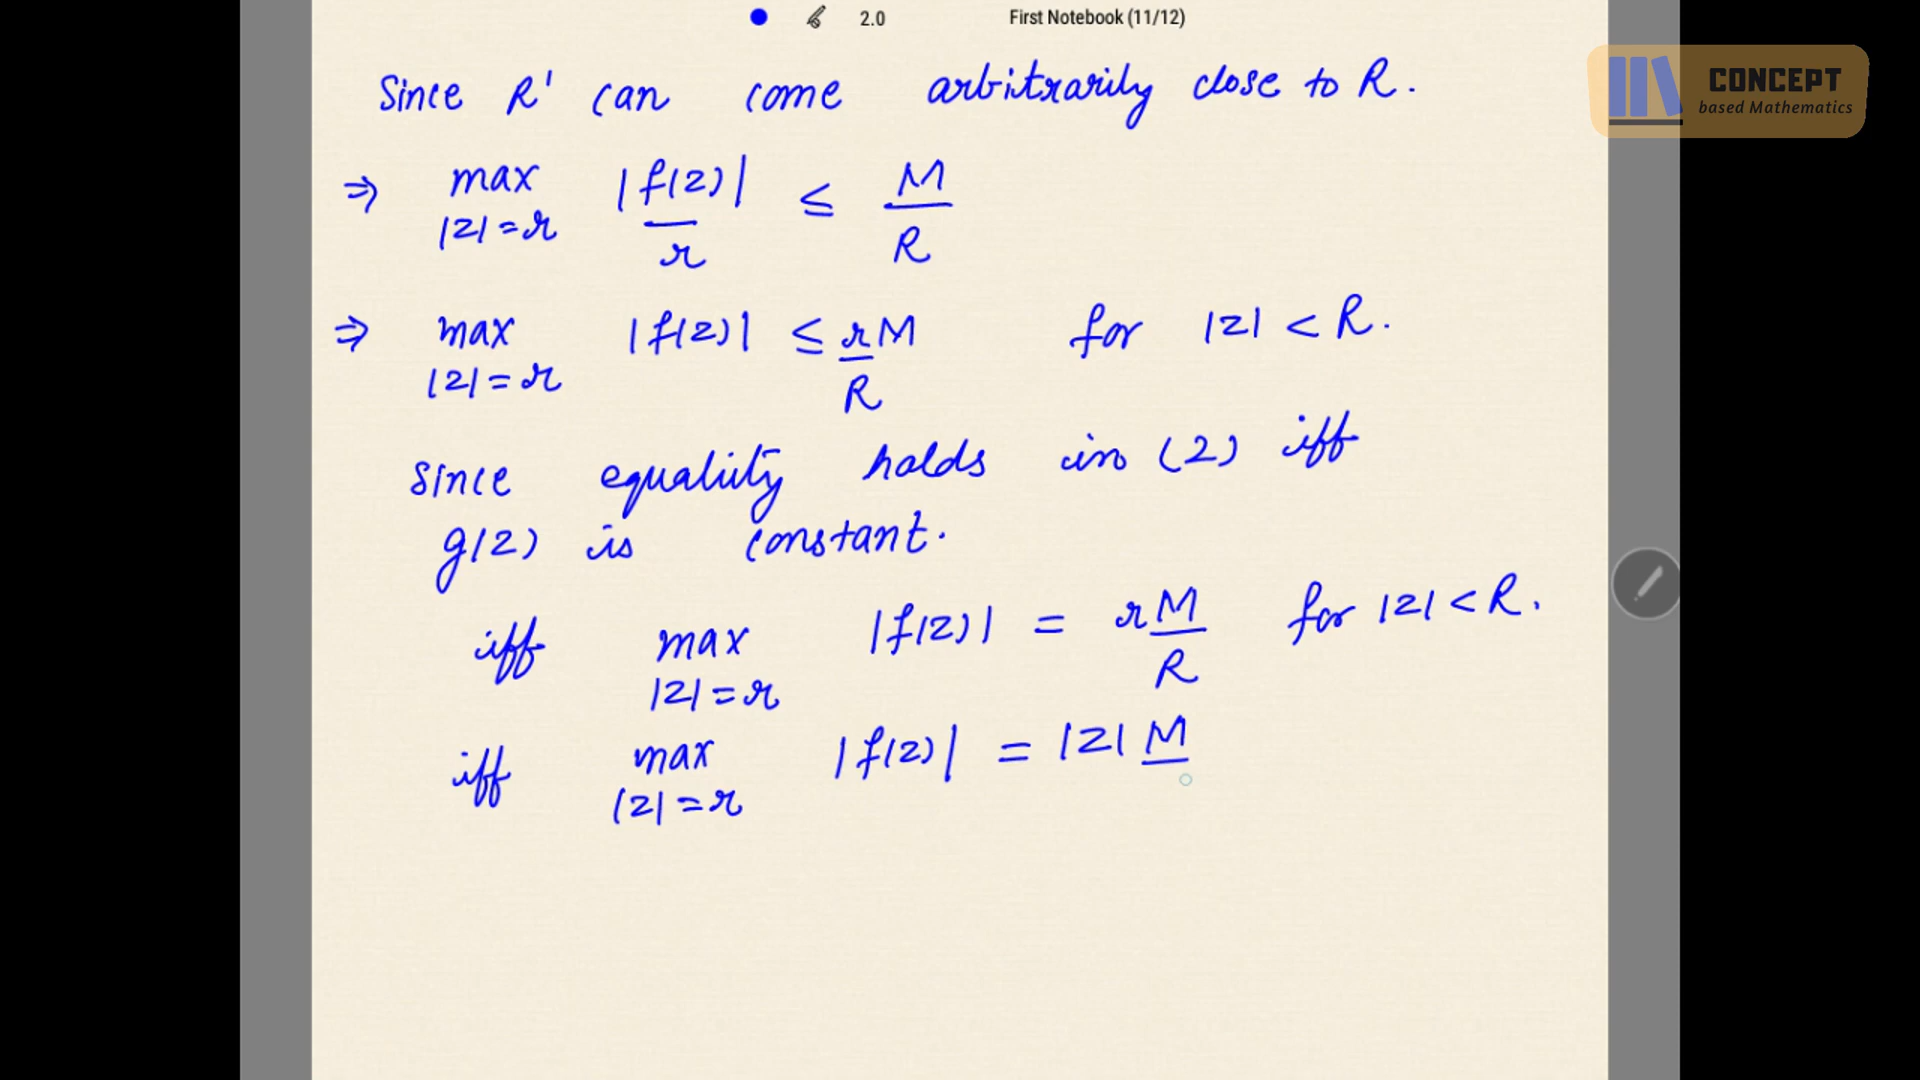 2.0 First Notebook (11/12)
CONCEPT
based Mathematics
Since R' can come arbitrarily close to R.
⇒ max |f(z)| ≤ M
|z|=r r R
⇒ max |f(z)| ≤ rM for |z| < R.
|z|=r R
Since equality holds in (2) iff
g(z) is constant.
iff max |f(z)| = rM for |z| < R.
|z|=r R
iff max |f(z)| = |z| M
|z|=r